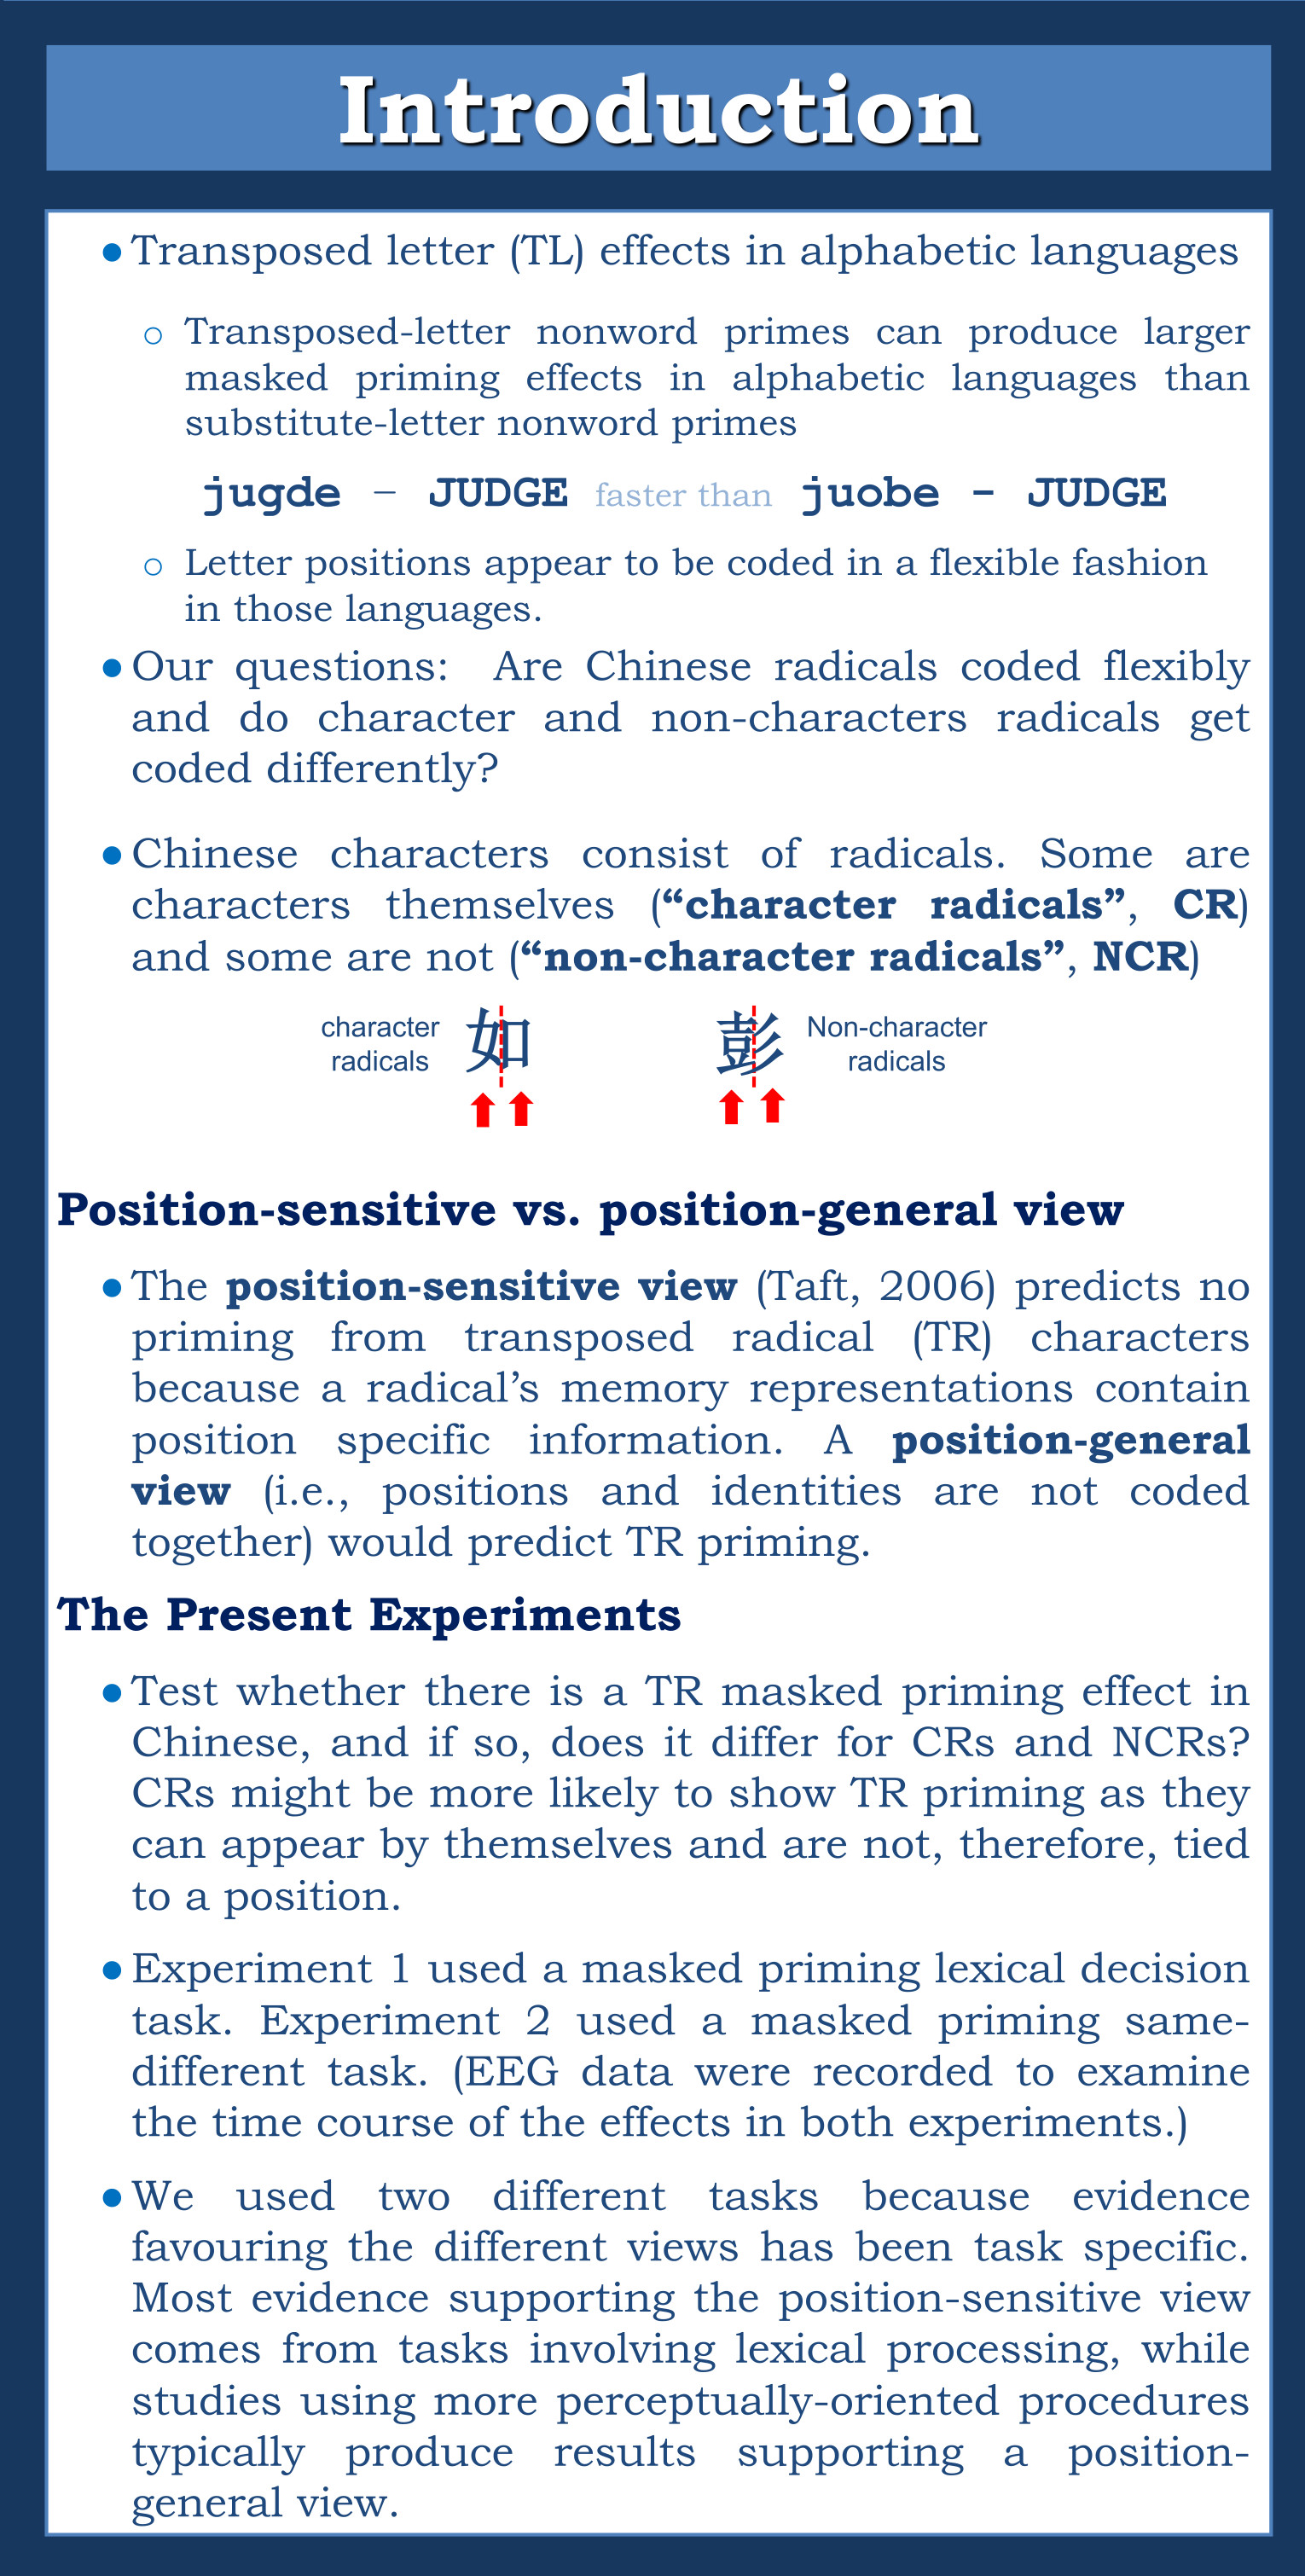 Introduction
● Transposed letter (TL) effects in alphabetic languages
○ Transposed-letter nonword primes can produce larger
masked priming effects in alphabetic languages than
substitute-letter nonword primes
jugde – JUDGE faster than juobe - JUDGE
○ Letter positions appear to be coded in a flexible fashion
in those languages.
● Our questions: Are Chinese radicals coded flexibly
and do character and non-characters radicals get
coded differently?
● Chinese characters consist of radicals. Some are
characters themselves (“character radicals”, CR)
and some are not (“non-character radicals”, NCR)
character
radicals
如
彭
Non-character
radicals
Position-sensitive vs. position-general view
● The position-sensitive view (Taft, 2006) predicts no
priming from transposed radical (TR) characters
because a radical’s memory representations contain
position specific information. A position-general
view (i.e., positions and identities are not coded
together) would predict TR priming.
The Present Experiments
● Test whether there is a TR masked priming effect in
Chinese, and if so, does it differ for CRs and NCRs?
CRs might be more likely to show TR priming as they
can appear by themselves and are not, therefore, tied
to a position.
● Experiment 1 used a masked priming lexical decision
task. Experiment 2 used a masked priming same-
different task. (EEG data were recorded to examine
the time course of the effects in both experiments.)
● We used two different tasks because evidence
favouring the different views has been task specific.
Most evidence supporting the position-sensitive view
comes from tasks involving lexical processing, while
studies using more perceptually-oriented procedures
typically produce results supporting a position-
general view.